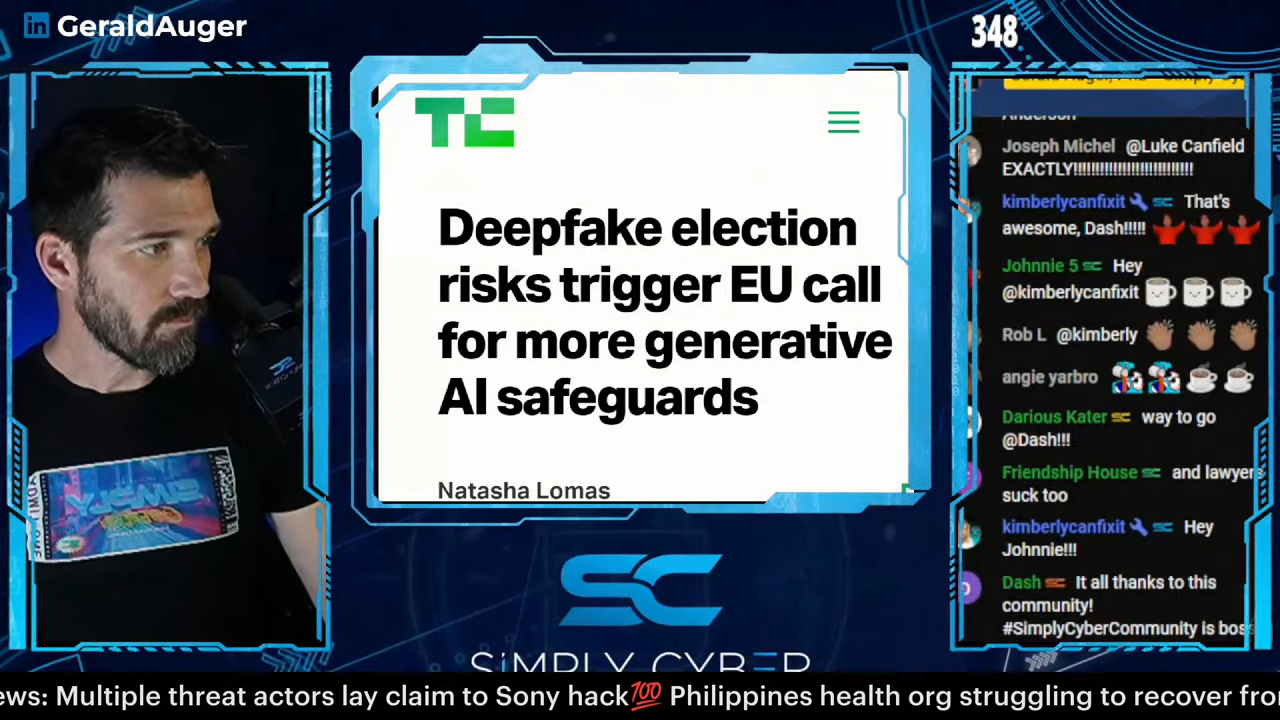 in GeraldAuger
348
TC
Deepfake election
risks trigger EU call
for more generative
AI safeguards
Natasha Lomas
SC
SiMPLY CYBER
Anderson
Joseph Michel @Luke Canfield
EXACTLY!!!!!!!!!!!!!!!!!!!!!!!!!!!
kimberlycanfixit That's
awesome, Dash!!!!!
Johnnie 5 Hey
@kimberlycanfixit
Rob L @kimberly
angie yarbro
Darious Kater way to go
@Dash!!!
Friendship House and lawyers
suck too
kimberlycanfixit Hey
Johnnie!!!
Dash It all thanks to this
community!
#SimplyCyberCommunity is bos
ews: Multiple threat actors lay claim to Sony hack💯 Philippines health org struggling to recover fro